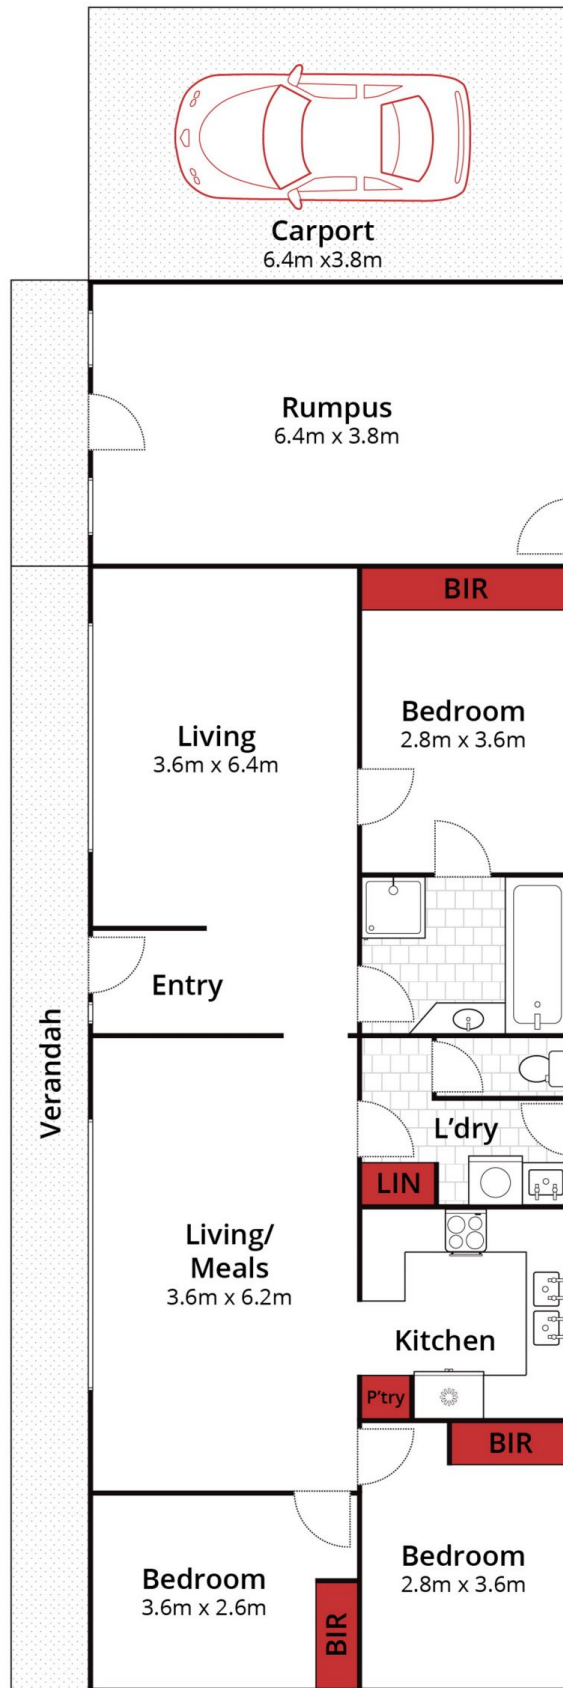 Carport
6.4m x3.8m
Rumpus
6.4m x 3.8m
BIR
Living
3.6m x 6.4m
Bedroom
2.8m x 3.6m
Entry
Verandah
L'dry
LIN
Living/
Meals
3.6m x 6.2m
Kitchen
P'try
BIR
Bedroom
3.6m x 2.6m
BIR
Bedroom
2.8m x 3.6m